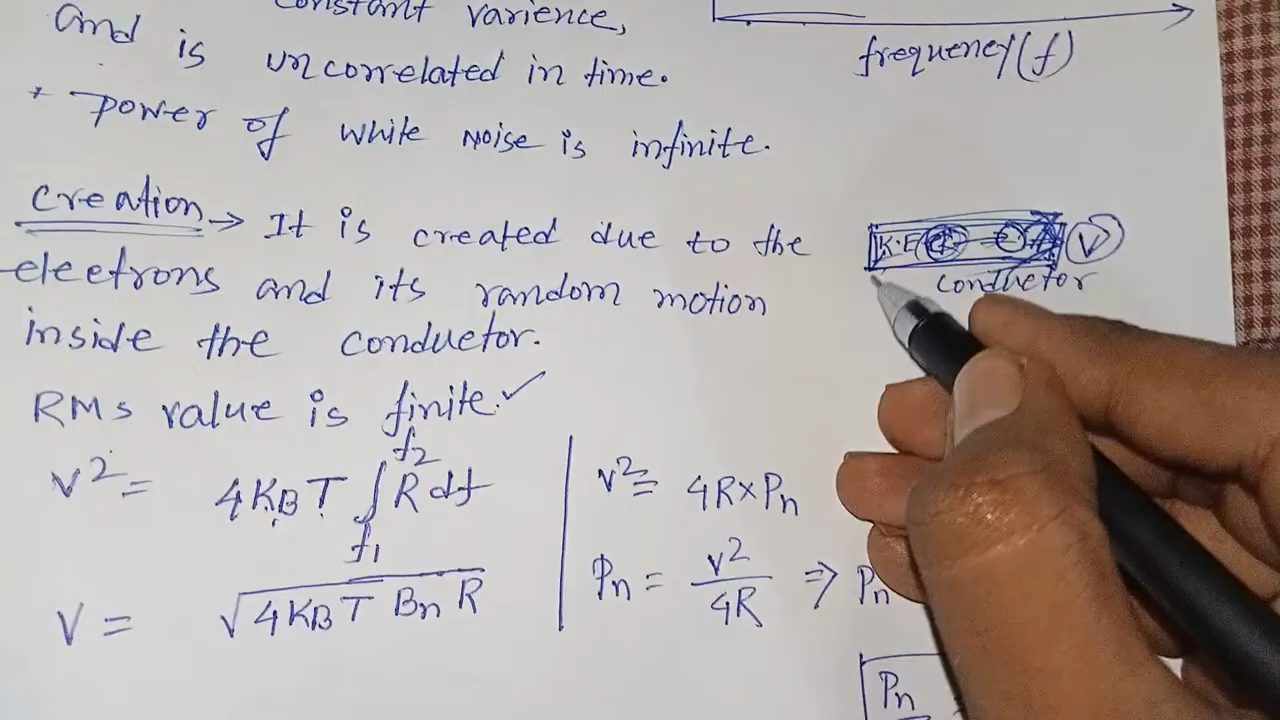 constant varience,
and is uncorrelated in time.
frequency(f)
* power of white noise is infinite.
creation → It is created due to the
electrons and its random motion
inside the conductor.
K.E
V
conductor
RMs value is finite. ✓
v² = 4KBT ∫f1f2 R df
V = √4KBT Bn R
v² = 4R×Pn
Pn = v²/4R ⇒ Pn
Pn